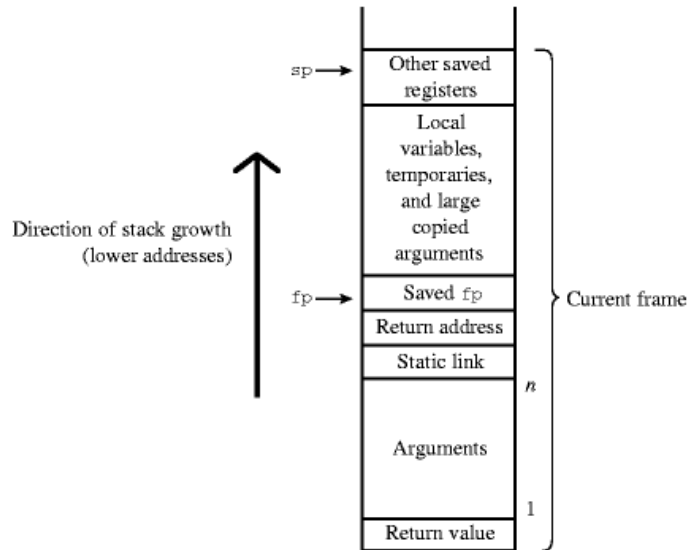 sp
Other saved
registers
Local
variables,
temporaries,
and large
copied
arguments
Direction of stack growth
(lower addresses)
fp
Saved fp
Current frame
Return address
Static link
n
Arguments
1
Return value